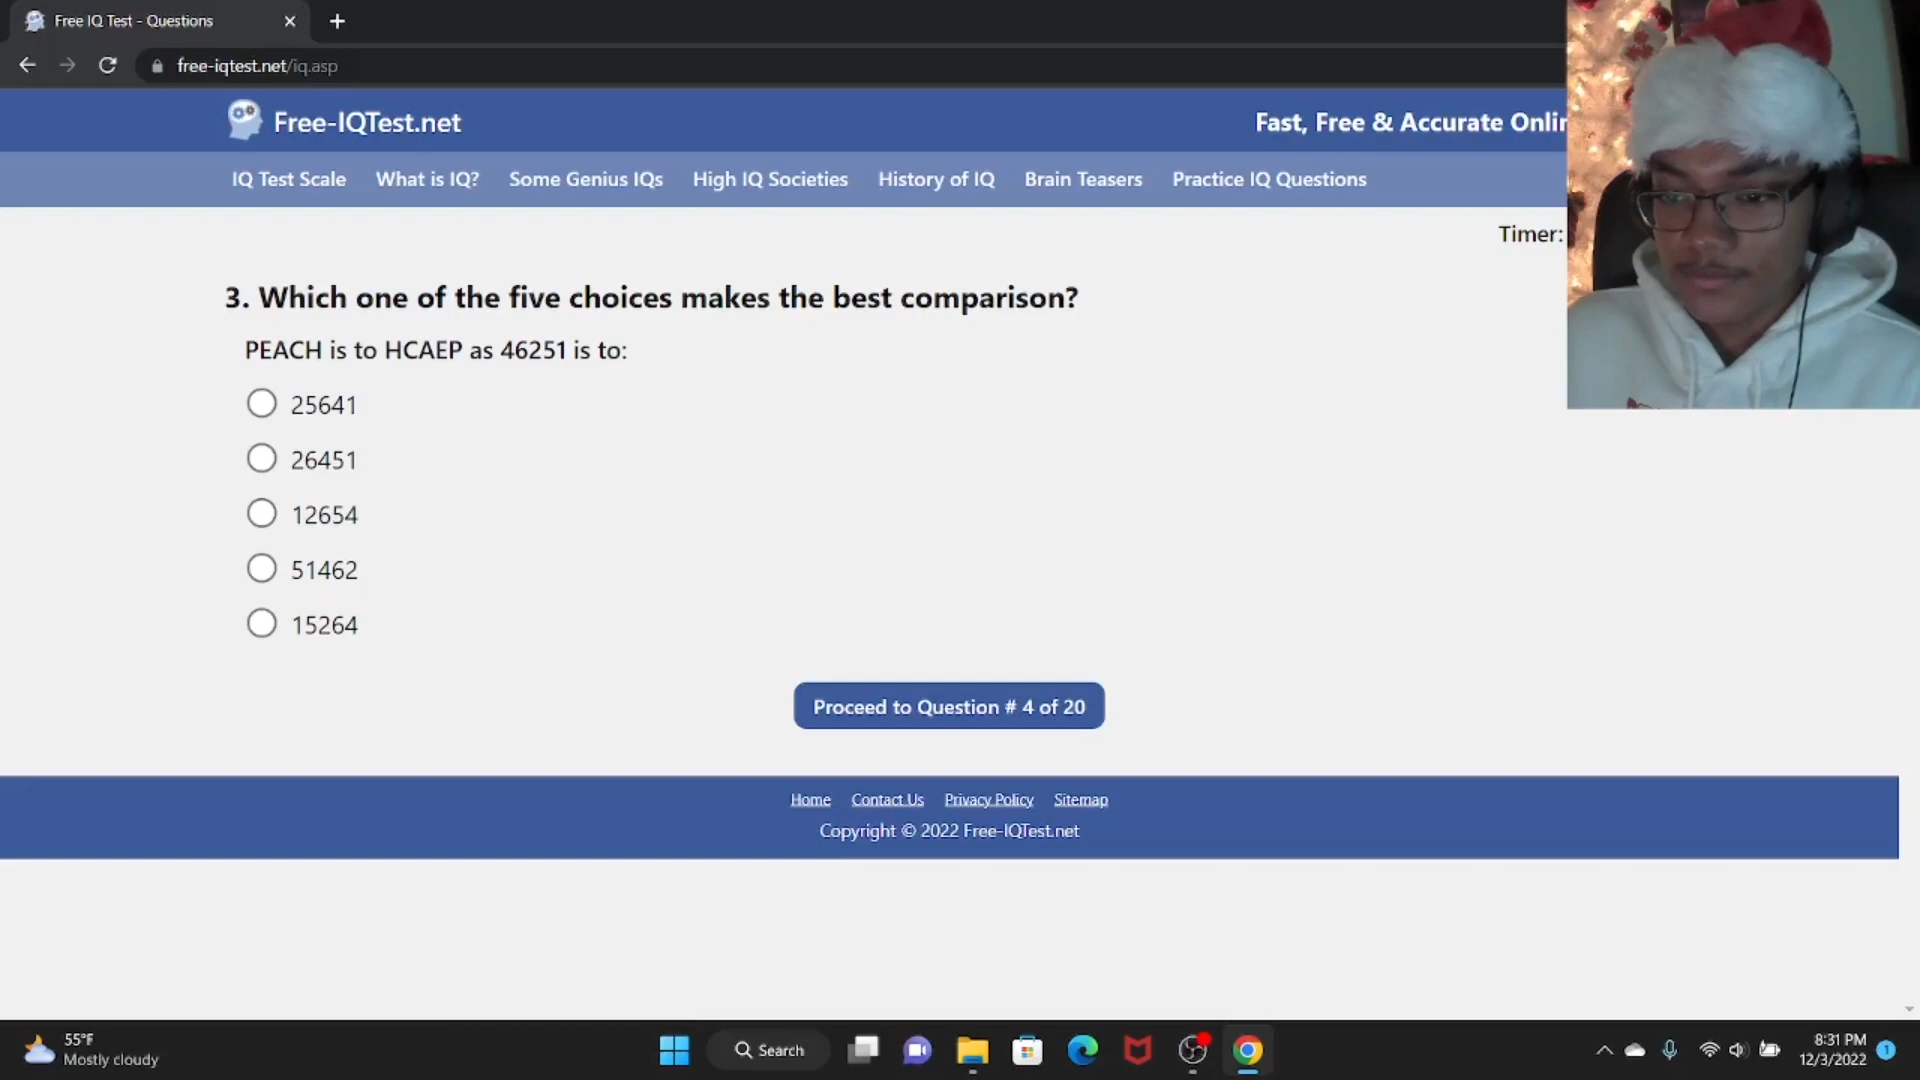 Free IQ Test - Questions
free-iqtest.net/iq.asp
Free-IQTest.net
Fast, Free & Accurate Onlin
IQ Test Scale What is IQ? Some Genius IQs High IQ Societies History of IQ Brain Teasers Practice IQ Questions
Timer:
3. Which one of the five choices makes the best comparison?
PEACH is to HCAEP as 46251 is to:
25641
26451
12654
51462
15264
Proceed to Question # 4 of 20
Home Contact Us Privacy Policy Sitemap
Copyright © 2022 Free-IQTest.net
55°F
Mostly cloudy
Search
8:31 PM
12/3/2022
1